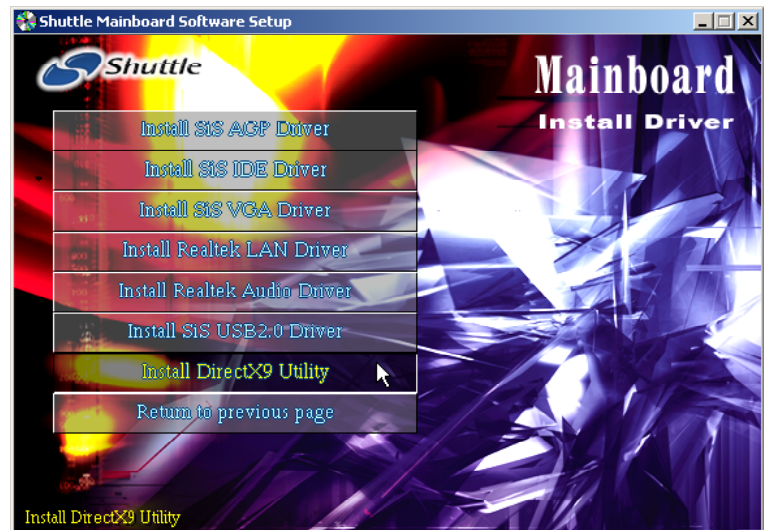 Shuttle Mainboard Software Setup
Shuttle
Mainboard
Install Driver
Install SiS AGP Driver
Install SiS IDE Driver
Install SiS VGA Driver
Install Realtek LAN Driver
Install Realtek Audio Driver
Install SiS USB2.0 Driver
Install DirectX9 Utility
Return to previous page
Install DirectX9 Utility